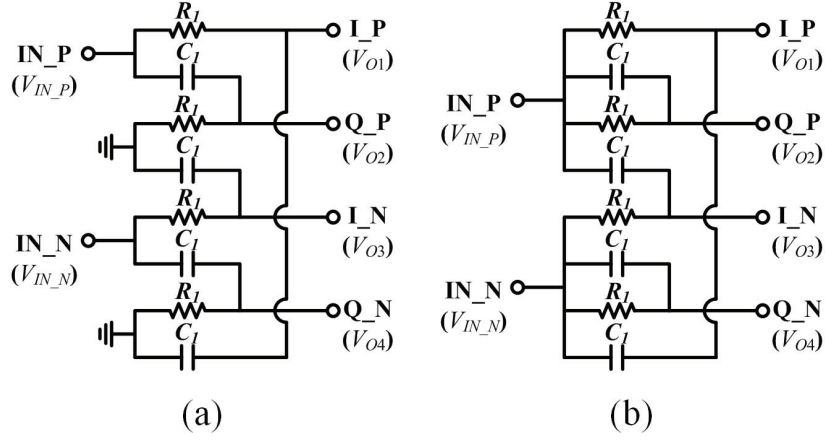 R1
I_P
IN_P
C1
(VO1)
(VIN_P)
R1
Q_P
C1
(VO2)
R1
I_N
IN_N
C1
(VO3)
(VIN_N)
R1
Q_N
C1
(VO4)
(a)
R1
I_P
C1
(VO1)
IN_P
R1
Q_P
(VIN_P)
C1
(VO2)
R1
I_N
C1
(VO3)
IN_N
R1
Q_N
(VIN_N)
C1
(VO4)
(b)